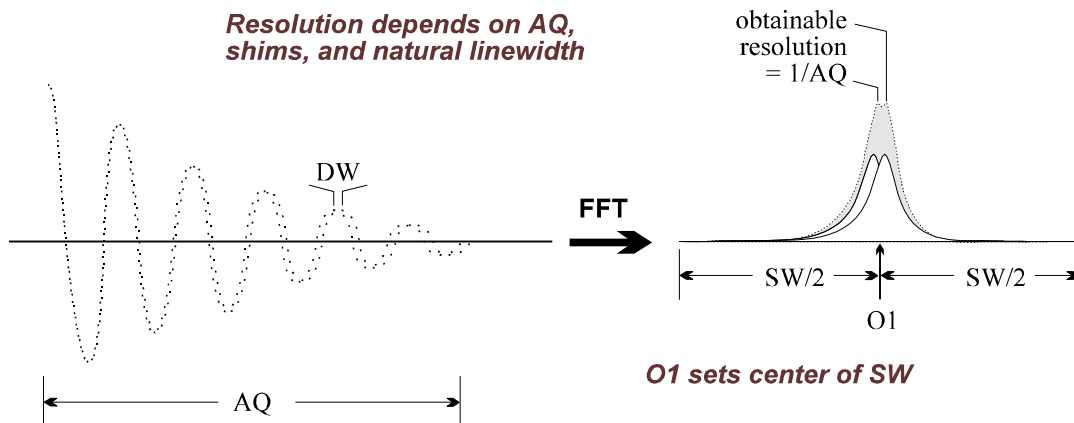 Resolution depends on AQ,
shims, and natural linewidth
obtainable
resolution
= 1/AQ
DW
FFT
SW/2
SW/2
O1
AQ
O1 sets center of SW